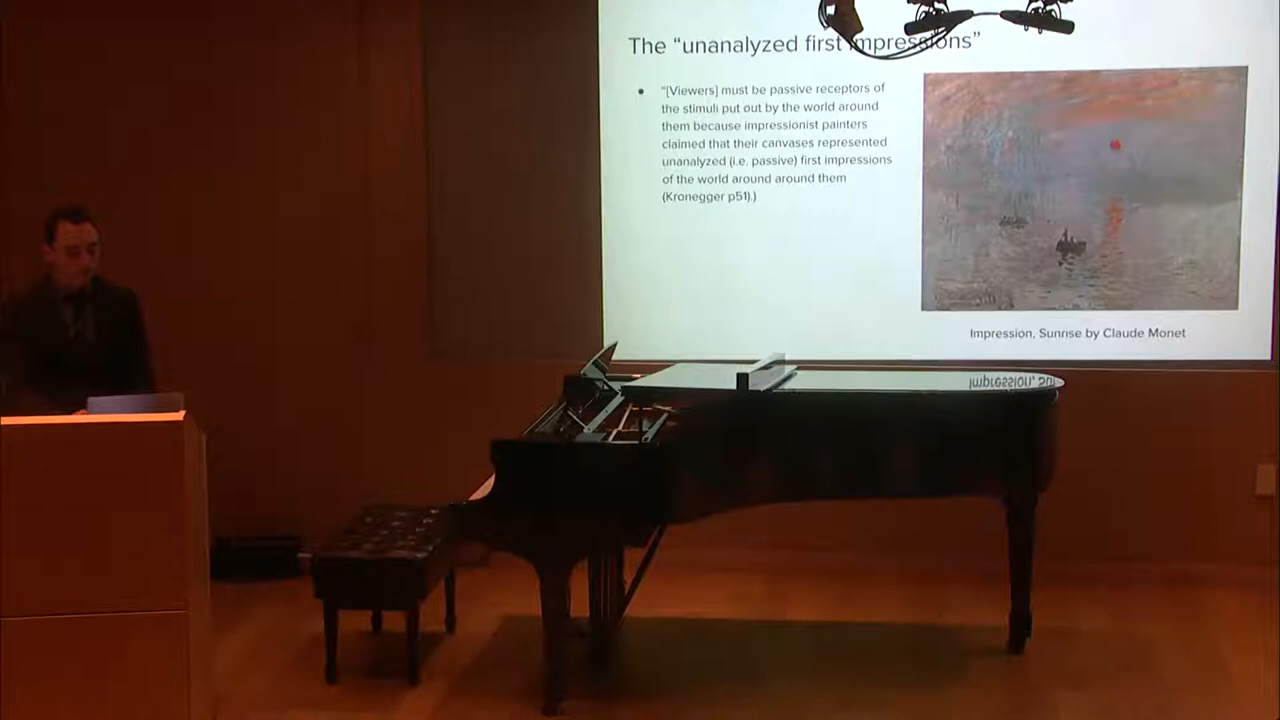 The “unanalyzed first impressions”
• “[Viewers] must be passive receptors of
the stimuli put out by the world around
them because impressionist painters
claimed that their canvases represented
unanalyzed (i.e. passive) first impressions
of the world around around them
(Kronegger p51).)
Impression, Sunrise by Claude Monet